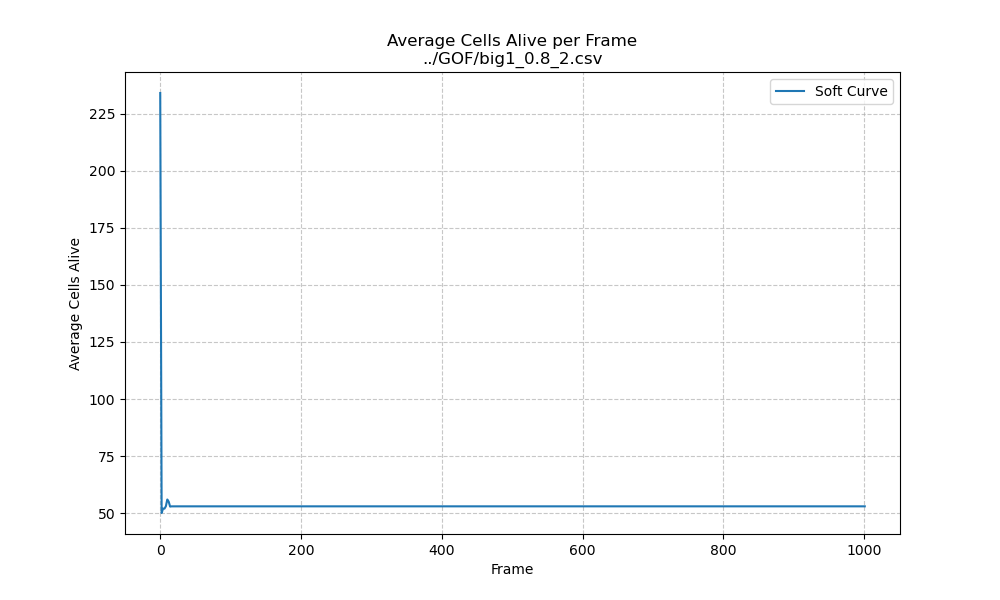 Average Cells Alive per Frame
../GOF/big1_0.8_2.csv
Soft Curve
Average Cells Alive
225
200
175
150
125
100
75
50
0 200 400 600 800 1000
Frame